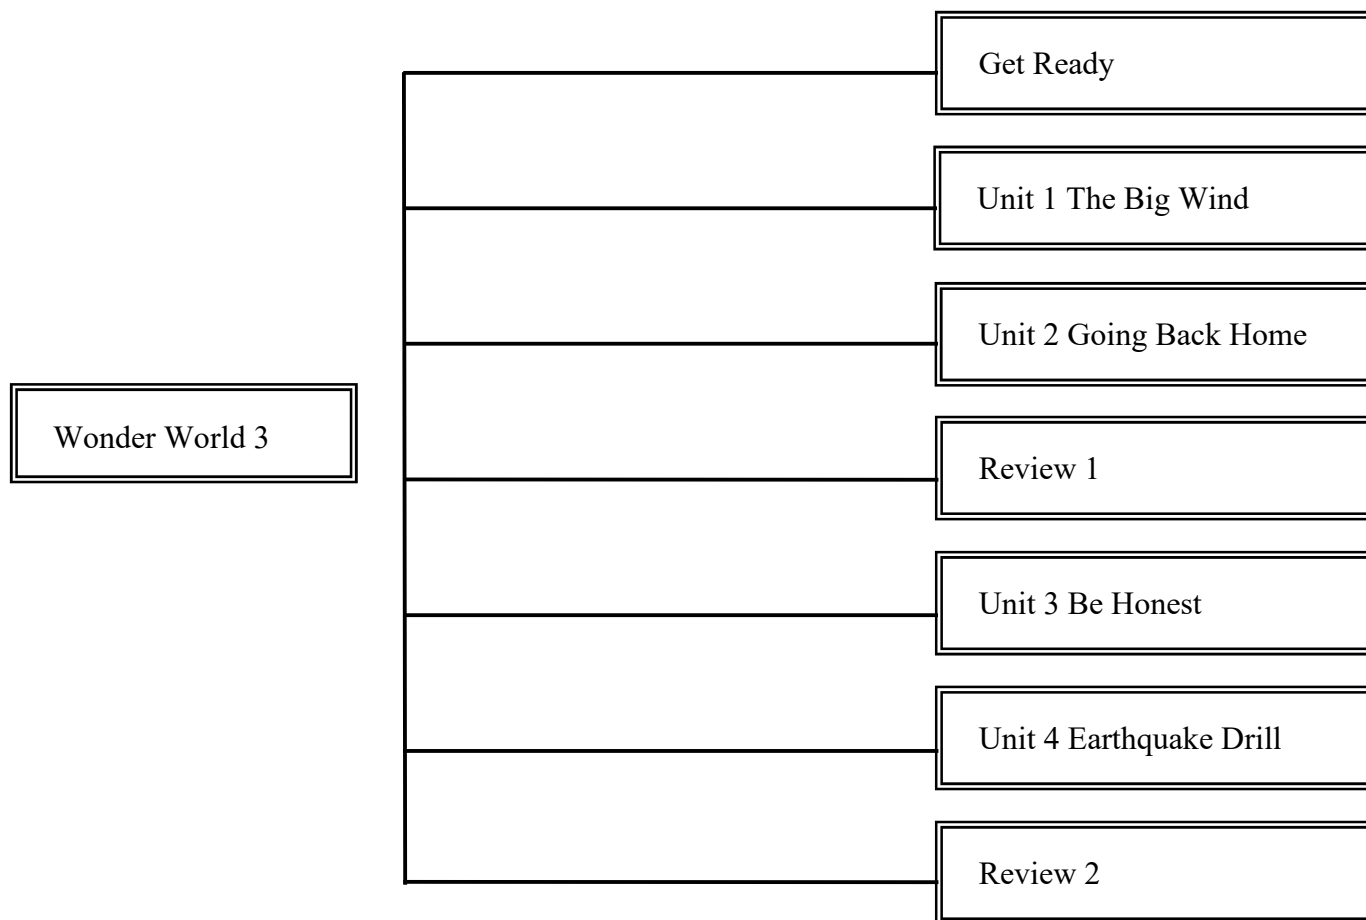 Wonder World 3
Get Ready
Unit 1 The Big Wind
Unit 2 Going Back Home
Review 1
Unit 3 Be Honest
Unit 4 Earthquake Drill
Review 2